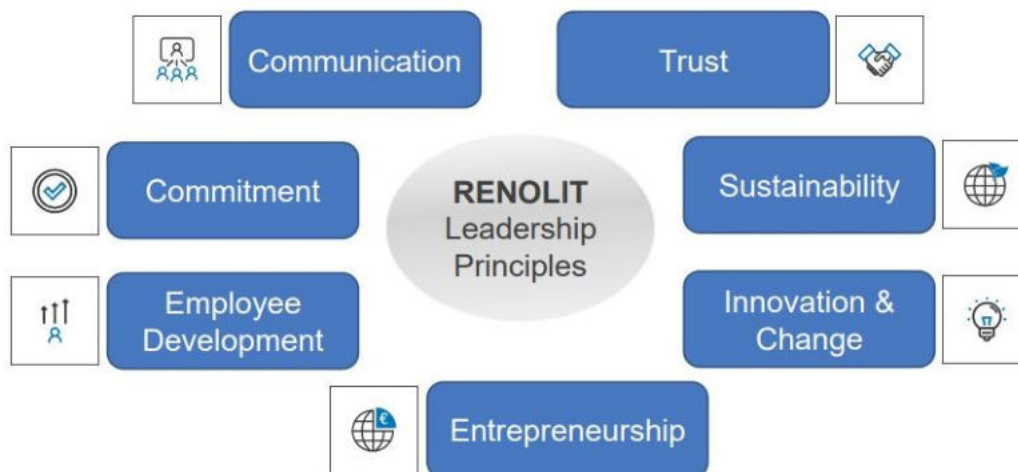 Communication
Trust
Commitment
RENOLIT
Leadership
Principles
Sustainability
Employee
Development
Innovation &
Change
€
Entrepreneurship